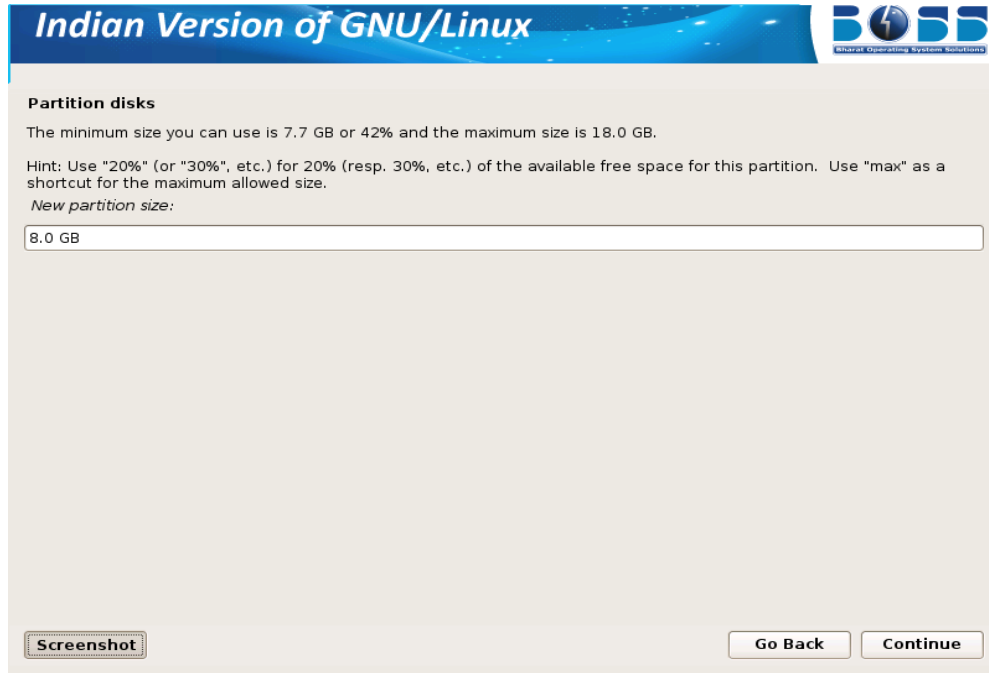 Indian Version of GNU/Linux
BOSS
Bharat Operating System Solutions
Partition disks
The minimum size you can use is 7.7 GB or 42% and the maximum size is 18.0 GB.
Hint: Use "20%" (or "30%", etc.) for 20% (resp. 30%, etc.) of the available free space for this partition.  Use "max" as a
shortcut for the maximum allowed size.
New partition size:
8.0 GB
Screenshot
Go Back
Continue